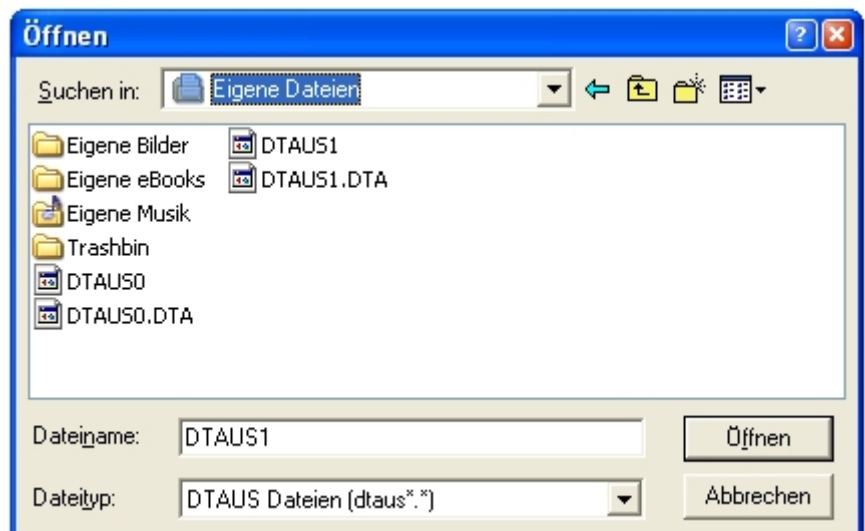 Öffnen
Suchen in: Eigene Dateien
Eigene Bilder
Eigene eBooks
Eigene Musik
Trashbin
DTAUS0
DTAUS0.DTA
DTAUS1
DTAUS1.DTA
Dateiname: DTAUS1 Öffnen
Dateityp: DTAUS Dateien (dtaus*.*) Abbrechen